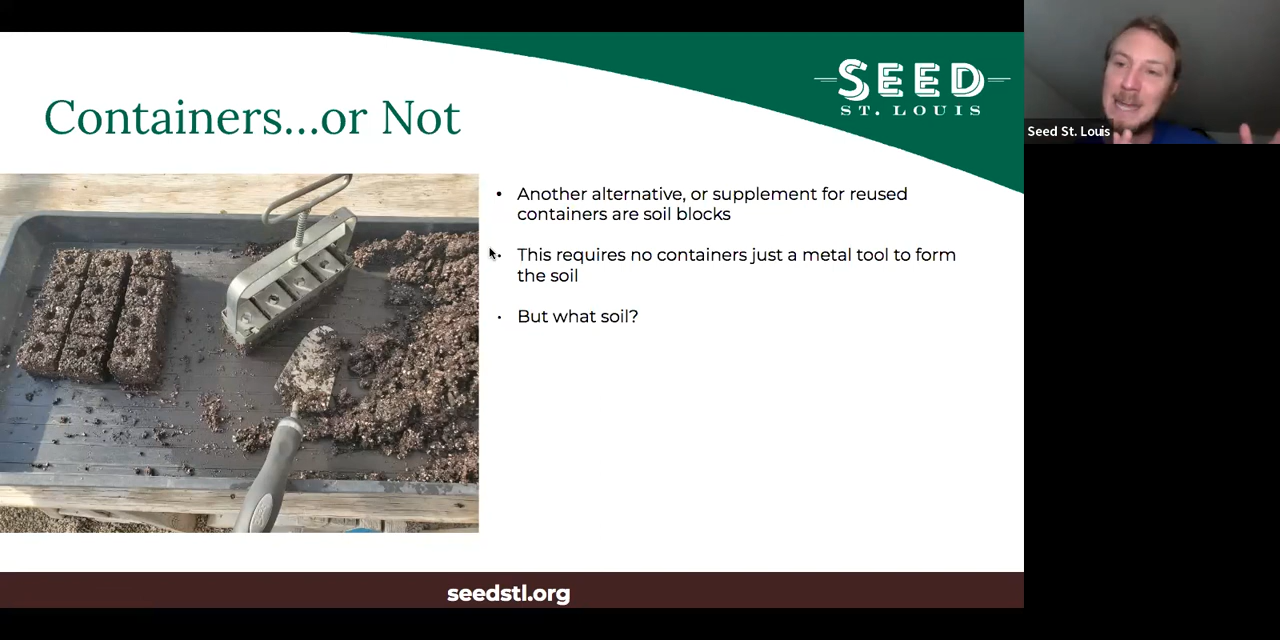 SEED
ST. LOUIS
Containers...or Not
Seed St. Louis
• Another alternative, or supplement for reused
containers are soil blocks
• This requires no containers just a metal tool to form
the soil
• But what soil?
seedstl.org